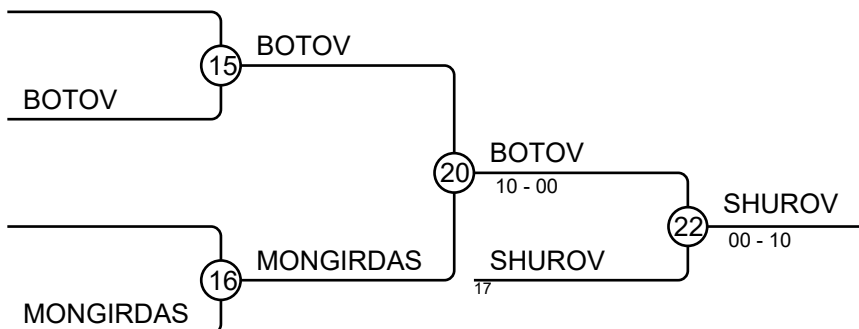 BOTOV
15
BOTOV
BOTOV
20
10 - 00
SHUROV
22
00 - 10
MONGIRDAS
SHUROV
16
17
MONGIRDAS